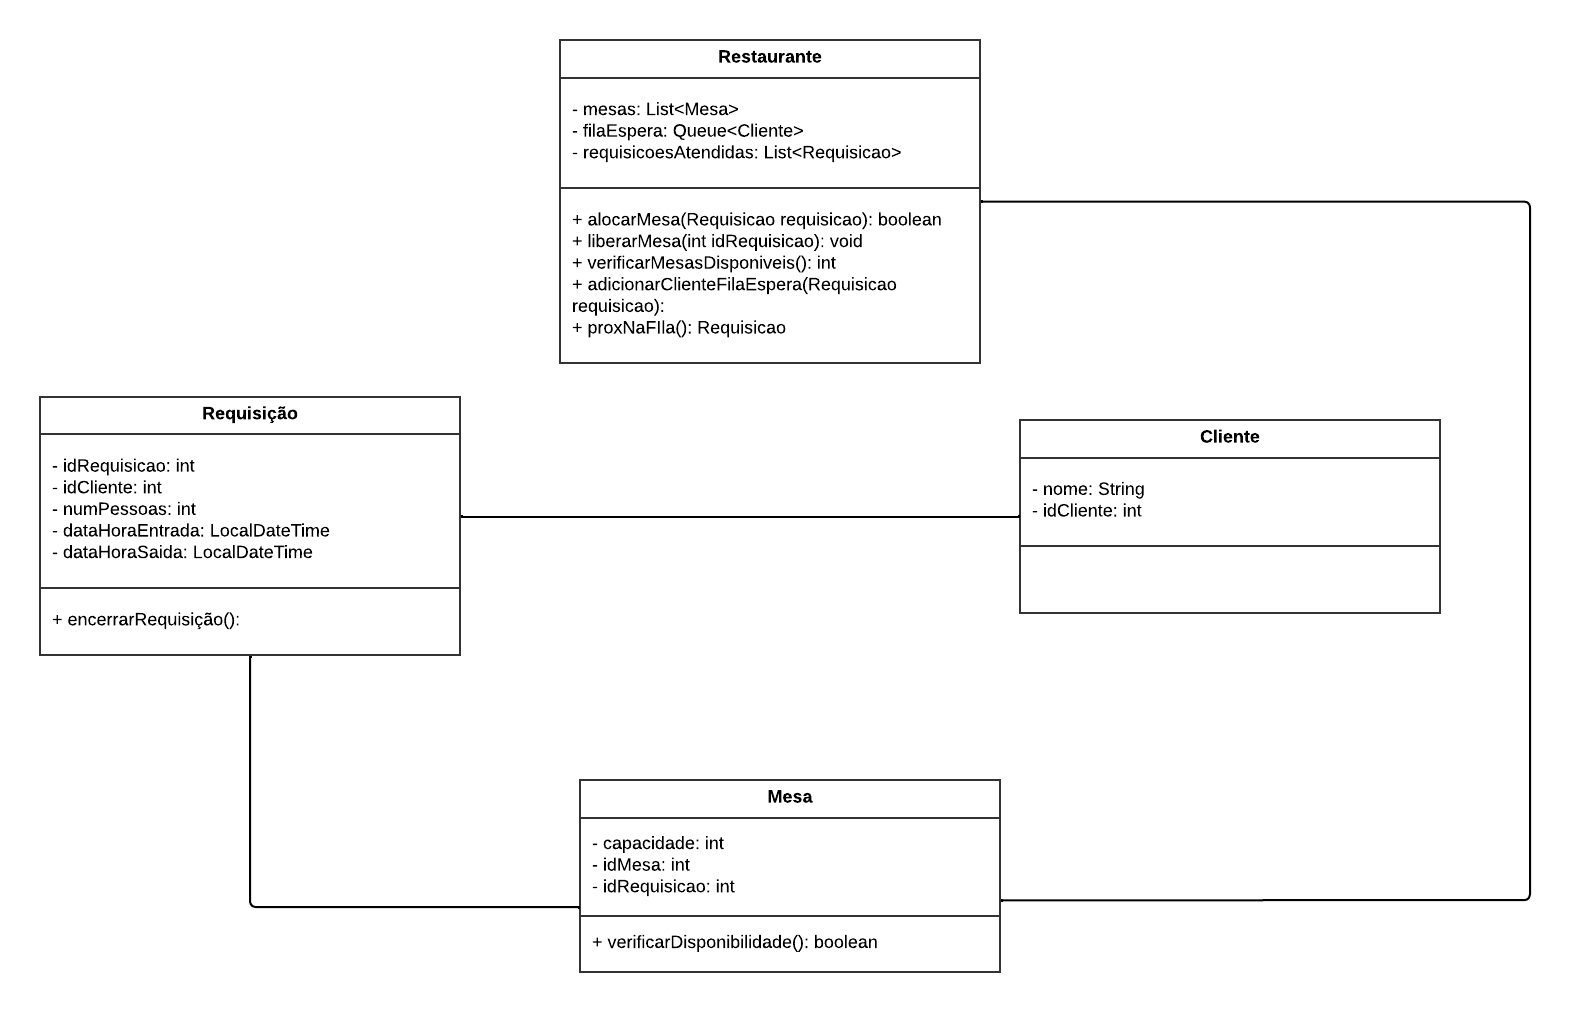 Restaurante
- mesas: List<Mesa>
- filaEspera: Queue<Cliente>
- requisicoesAtendidas: List<Requisicao>
+ alocarMesa(Requisicao requisicao): boolean
+ liberarMesa(int idRequisicao): void
+ verificarMesasDisponiveis(): int
+ adicionarClienteFilaEspera(Requisicao
requisicao):
+ proxNaFIla(): Requisicao
Requisição
- idRequisicao: int
- idCliente: int
- numPessoas: int
- dataHoraEntrada: LocalDateTime
- dataHoraSaida: LocalDateTime
+ encerrarRequisição():
Cliente
- nome: String
- idCliente: int
Mesa
- capacidade: int
- idMesa: int
- idRequisicao: int
+ verificarDisponibilidade(): boolean